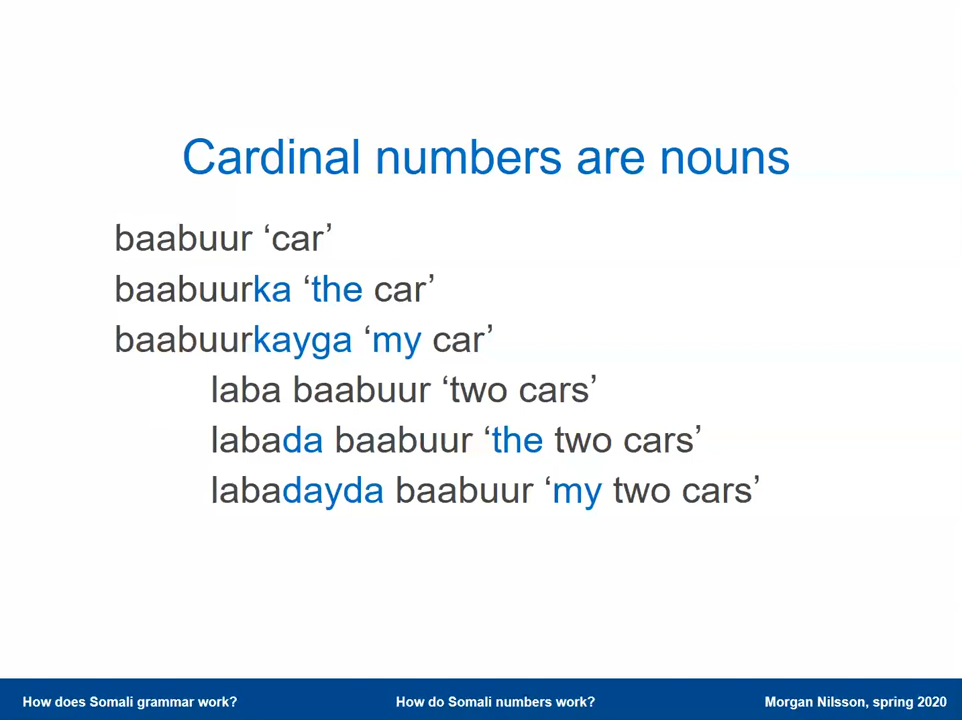 Cardinal numbers are nouns
baabuur ‘car’
baabuurka ‘the car’
baabuurkayga ‘my car’
laba baabuur ‘two cars’
labada baabuur ‘the two cars’
labadayda baabuur ‘my two cars’
How does Somali grammar work? How do Somali numbers work? Morgan Nilsson, spring 2020